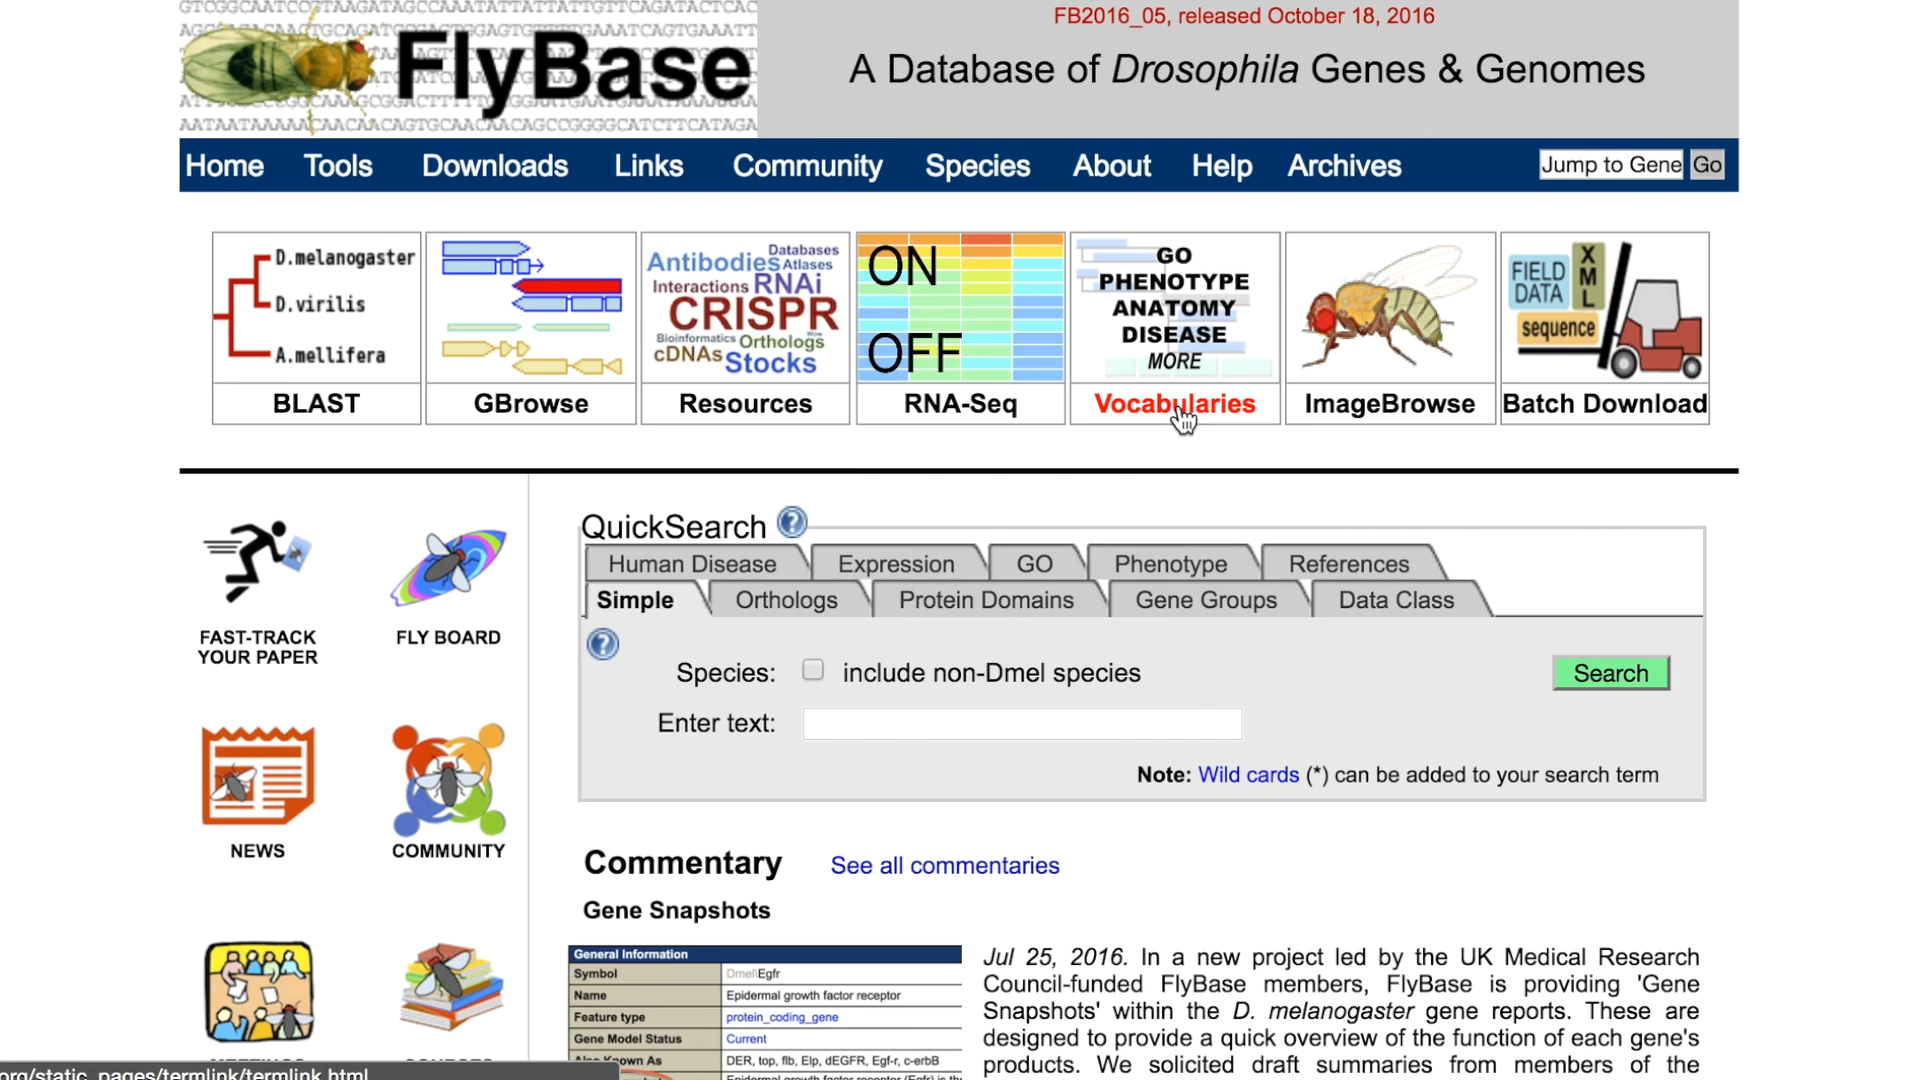 FB2016_05, released October 18, 2016
FlyBase
A Database of Drosophila Genes & Genomes
Home Tools Downloads Links Community Species About Help Archives Jump to Gene Go
D.melanogaster
D.virilis
A.mellifera
BLAST
GBrowse
Databases
Antibodies Atlases
Interactions RNAi
CRISPR
Bioinformatics Orthologs
cDNAs Stocks
Resources
ON
OFF
RNA-Seq
GO
PHENOTYPE
ANATOMY
DISEASE
MORE
Vocabularies
ImageBrowse
FIELD DATA
XML
sequence
Batch Download
FAST-TRACK
YOUR PAPER
FLY BOARD
NEWS
COMMUNITY
QuickSearch ?
Human Disease Expression GO Phenotype References
Simple Orthologs Protein Domains Gene Groups Data Class
?
Species: include non-Dmel species
Search
Enter text:
Note: Wild cards (*) can be added to your search term
Commentary See all commentaries
Gene Snapshots
General Information
Symbol Dmel\Egfr
Name Epidermal growth factor receptor
Feature type protein_coding_gene
Gene Model Status Current
Also Known As DER, top, flb, Elp, dEGFR, Egf-r, c-erbB
Jul 25, 2016. In a new project led by the UK Medical Research
Council-funded FlyBase members, FlyBase is providing 'Gene
Snapshots' within the D. melanogaster gene reports. These are
designed to provide a quick overview of the function of each gene's
products. We solicited draft summaries from members of the
org/static_pages/termlink/termlink.html